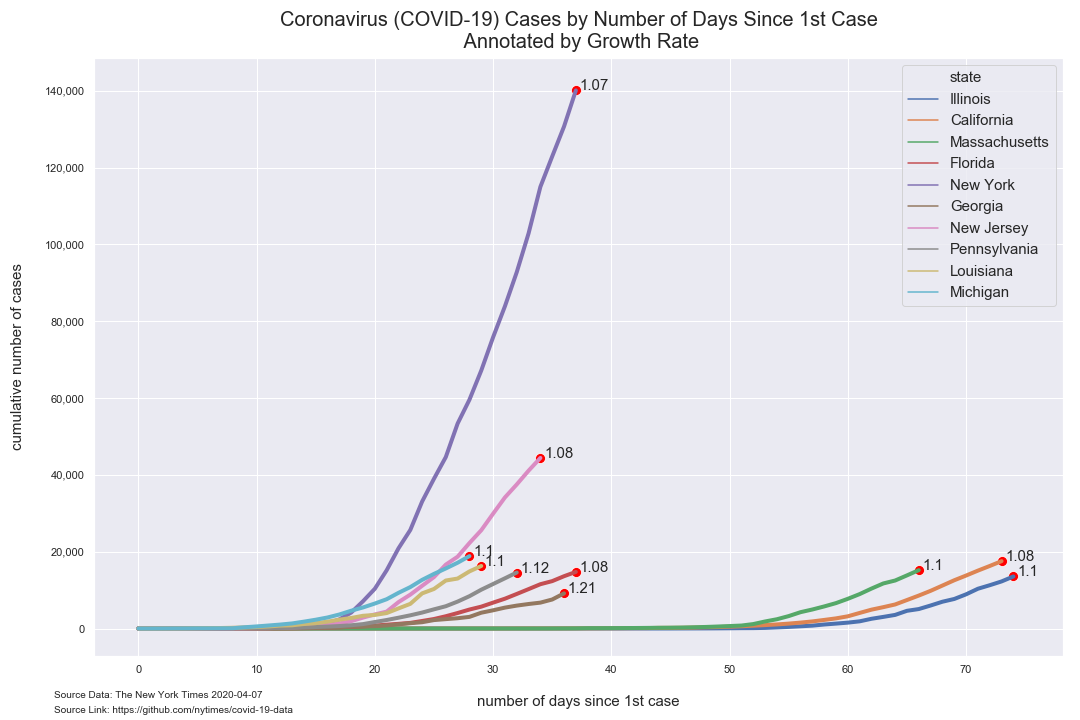 Coronavirus (COVID-19) Cases by Number of Days Since 1st Case
Annotated by Growth Rate
cumulative number of cases
140,000
120,000
100,000
80,000
60,000
40,000
20,000
0
1.07
1.08
1.1
1.1
1.12
1.08
1.21
1.1
1.08
1.1
state
Illinois
California
Massachusetts
Florida
New York
Georgia
New Jersey
Pennsylvania
Louisiana
Michigan
0 10 20 30 40 50 60 70
number of days since 1st case
Source Data: The New York Times 2020-04-07
Source Link: https://github.com/nytimes/covid-19-data